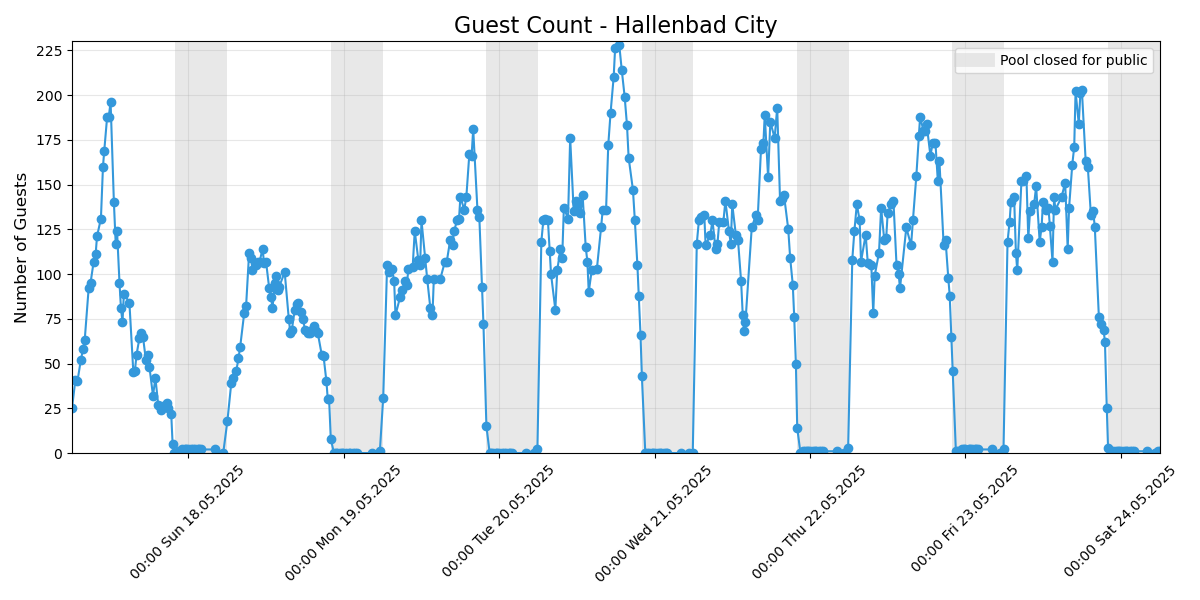 Guest Count - Hallenbad City
Pool closed for public
Number of Guests
225
200
175
150
125
100
75
50
25
0
00:00 Sun 18.05.2025
00:00 Mon 19.05.2025
00:00 Tue 20.05.2025
00:00 Wed 21.05.2025
00:00 Thu 22.05.2025
00:00 Fri 23.05.2025
00:00 Sat 24.05.2025